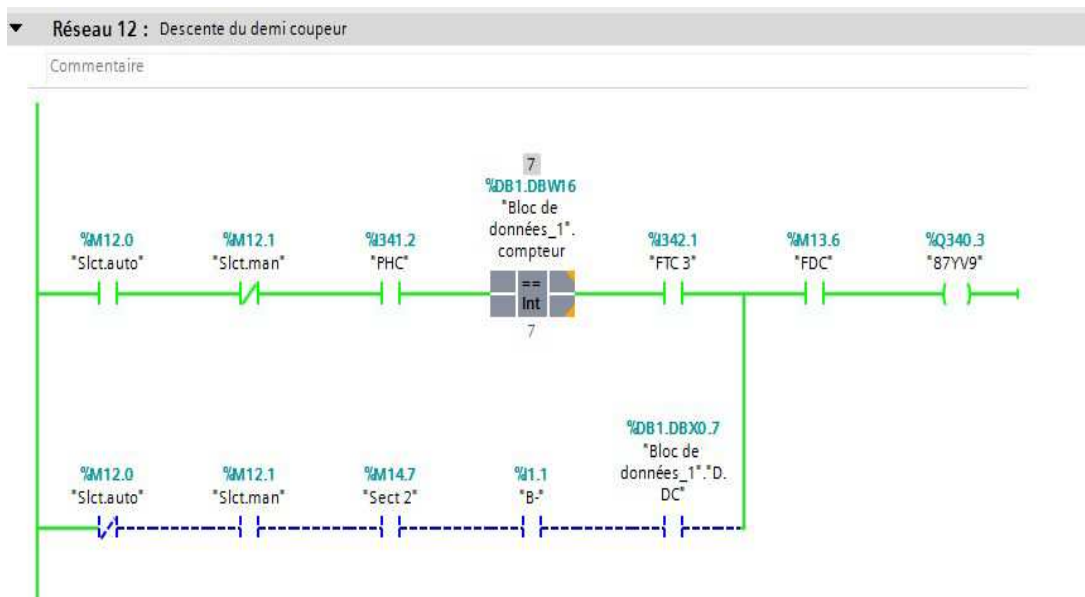 Réseau 12 : Descente du demi coupeur
Commentaire
7
%DB1.DBW16
"Bloc de
données_1".
compteur
%M12.0
"Slct.auto"
%M12.1
"Slct.man"
%I341.2
"PHC"
==
Int
7
%I342.1
"FTC 3"
%M13.6
"FDC"
%Q340.3
"87YV9"
%DB1.DBX0.7
"Bloc de
données_1"."D.
DC"
%M12.0
"Slct.auto"
%M12.1
"Slct.man"
%M14.7
"Sect 2"
%I1.1
"B-"